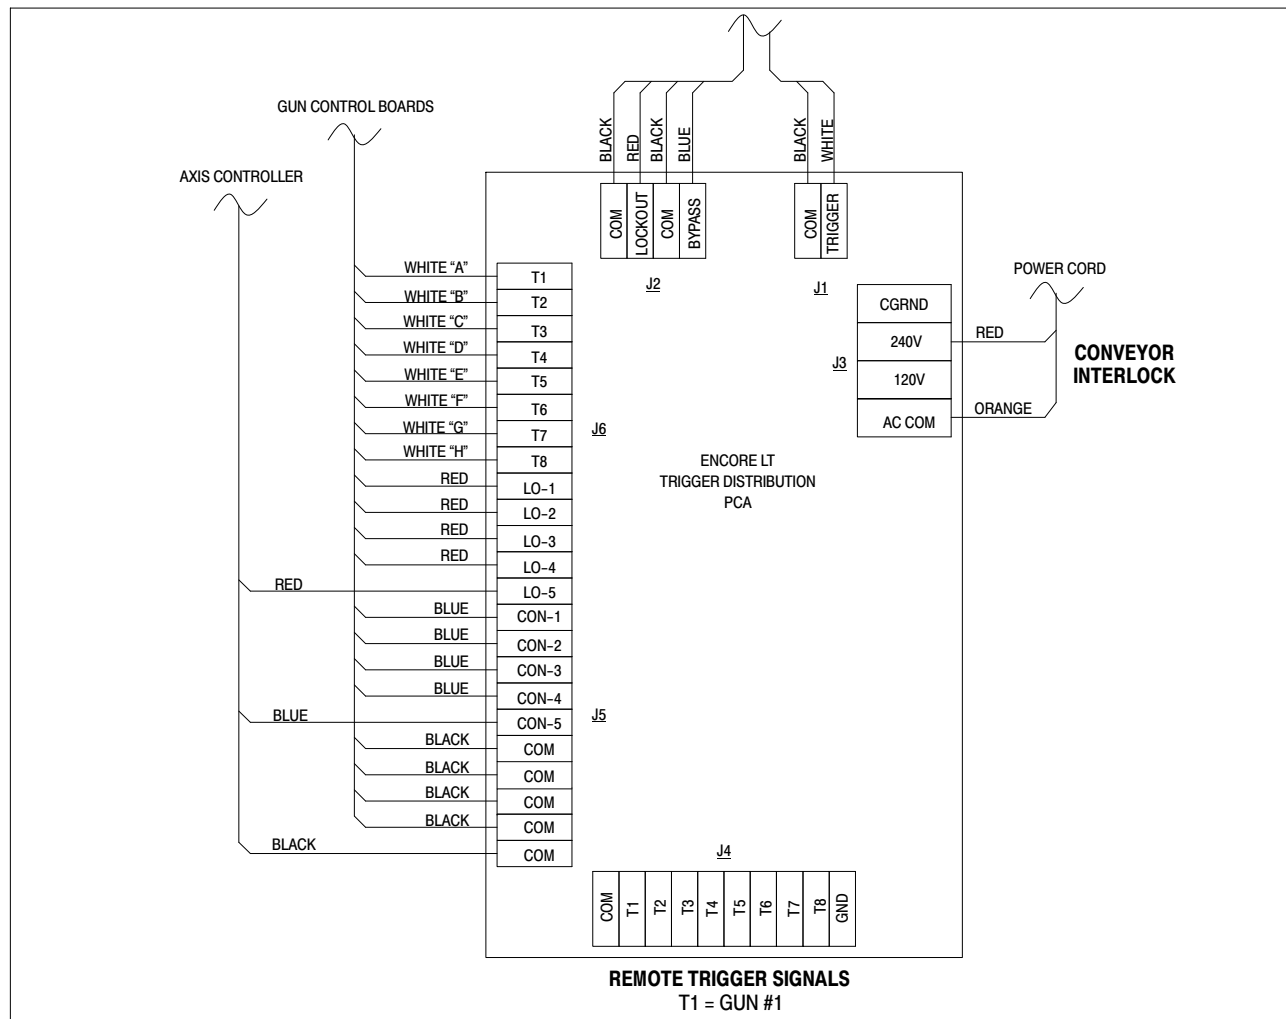 GUN CONTROL BOARDS
AXIS CONTROLLER
BLACK
RED
BLACK
BLUE
BLACK
WHITE
COM
LOCKOUT
COM
BYPASS
J2
COM
TRIGGER
J1
POWER CORD
CONVEYOR
INTERLOCK
CGRND
240V
RED
J3
120V
AC COM
ORANGE
WHITE “A” T1
WHITE “B” T2
WHITE “C” T3
WHITE “D” T4
WHITE “E” T5
WHITE “F” T6
WHITE “G” T7
WHITE “H” T8
J6
RED LO-1
RED LO-2
RED LO-3
RED LO-4
RED LO-5
BLUE CON-1
BLUE CON-2
BLUE CON-3
BLUE CON-4
BLUE CON-5
J5
BLACK COM
BLACK COM
BLACK COM
BLACK COM
BLACK COM
ENCORE LT
TRIGGER DISTRIBUTION
PCA
J4
COM
T1
T2
T3
T4
T5
T6
T7
T8
GND
REMOTE TRIGGER SIGNALS
T1 = GUN #1